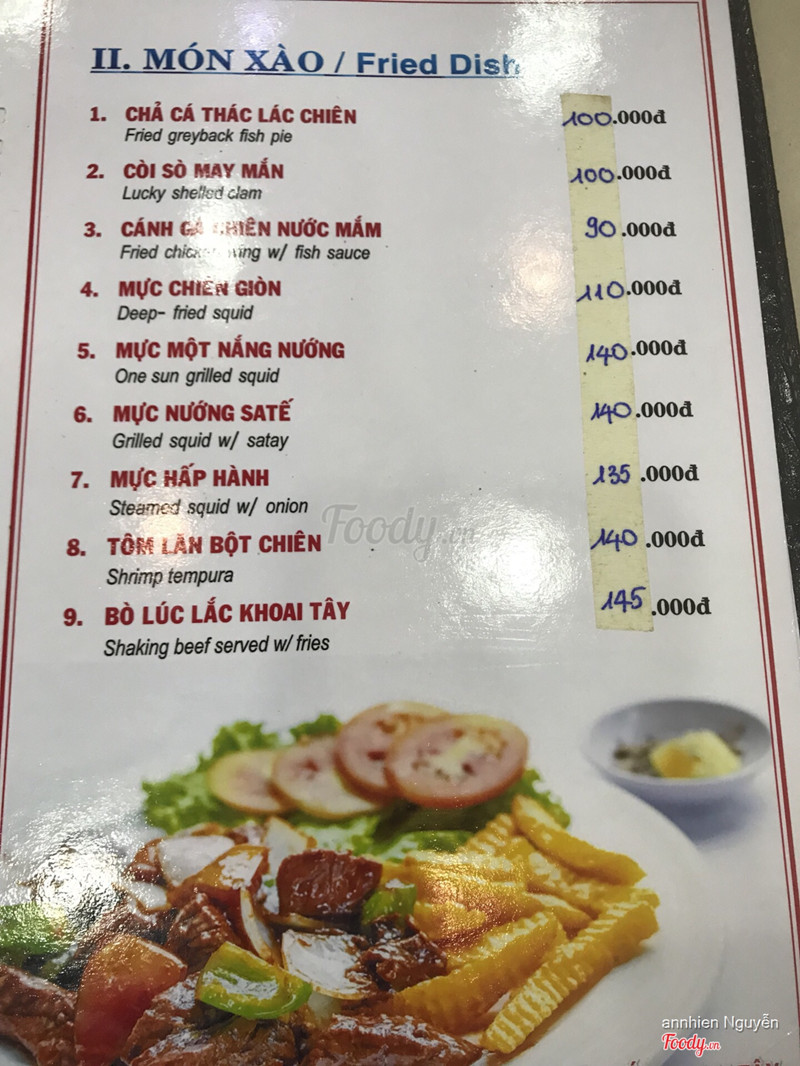 II. MÓN XÀO / Fried Dish
1. CHẢ CÁ THÁC LÁC CHIÊN 100.000đ
Fried greyback fish pie
2. CÒI SÒ MAY MẮN 100.000đ
Lucky shelled clam
3. CÁNH GÀ CHIÊN NƯỚC MẮM 90.000đ
Fried chicken wing w/ fish sauce
4. MỰC CHIÊN GIÒN 110.000đ
Deep- fried squid
5. MỰC MỘT NẮNG NƯỚNG 140.000đ
One sun grilled squid
6. MỰC NƯỚNG SATẾ 140.000đ
Grilled squid w/ satay
7. MỰC HẤP HÀNH 135.000đ
Steamed squid w/ onion
Foody.vn
8. TÔM LĂN BỘT CHIÊN 140.000đ
Shrimp tempura
9. BÒ LÚC LẮC KHOAI TÂY 145.000đ
Shaking beef served w/ fries
annhien Nguyễn
Foody.vn